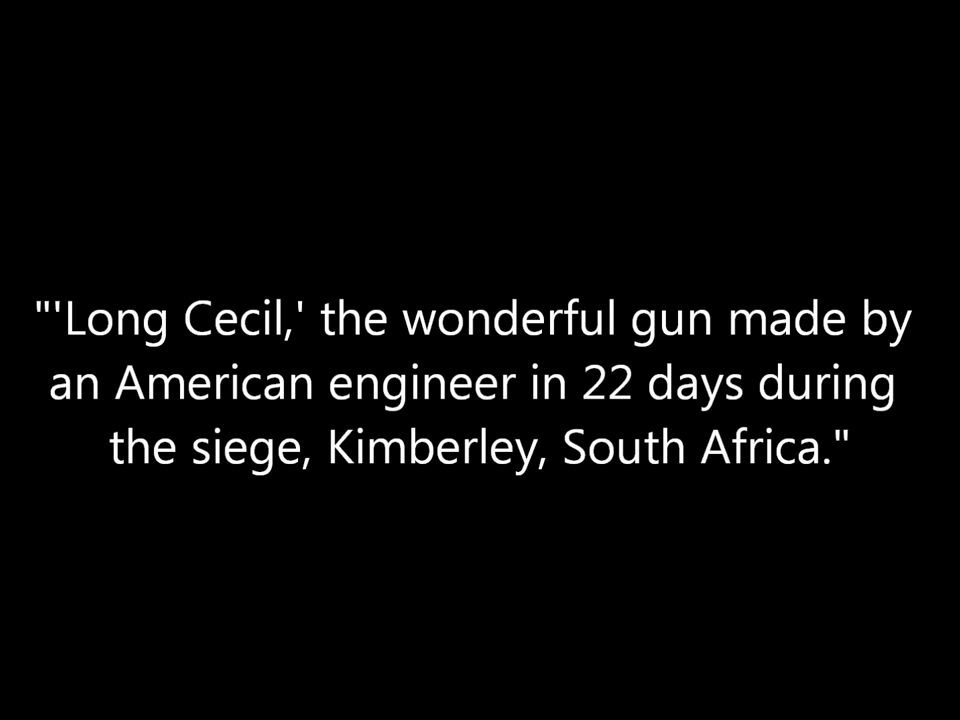 "'Long Cecil,' the wonderful gun made by
an American engineer in 22 days during
the siege, Kimberley, South Africa."